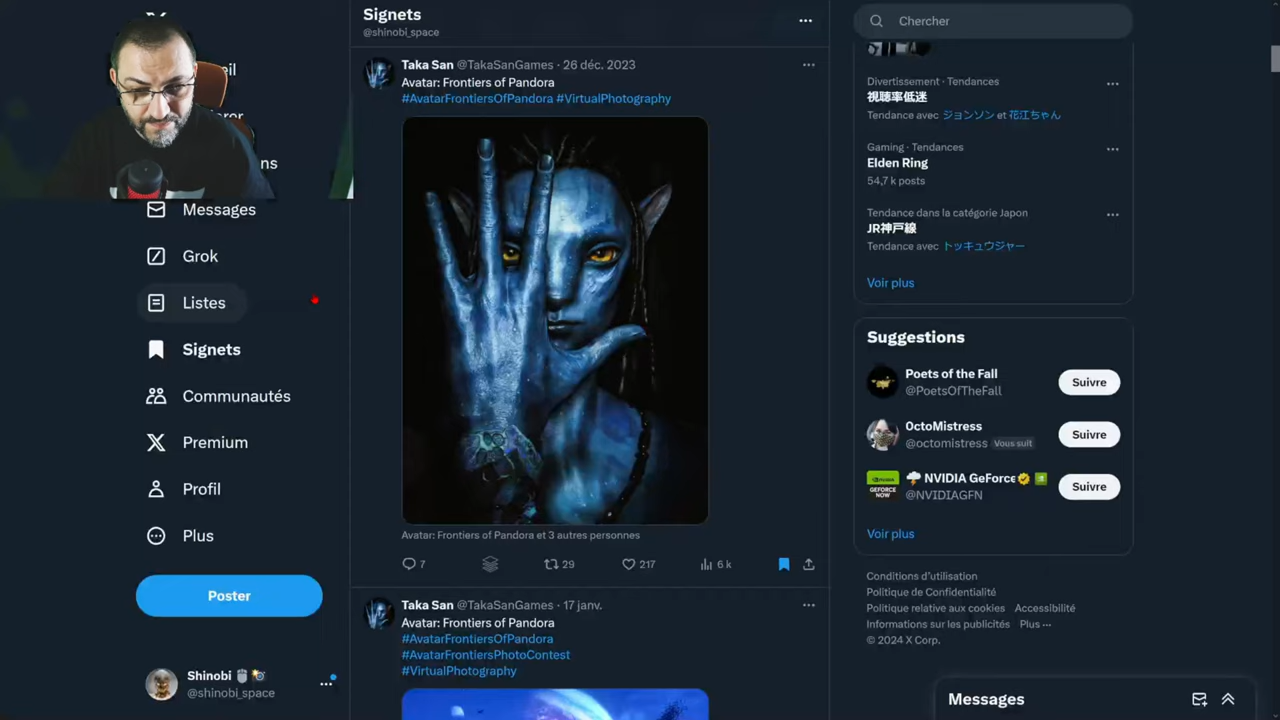 Messages
Grok
Listes
Signets
Communautés
Premium
Profil
Plus
Poster
Shinobi
@shinobi_space
Signets
@shinobi_space
Taka San @TakaSanGames · 26 déc. 2023
Avatar: Frontiers of Pandora
#AvatarFrontiersOfPandora #VirtualPhotography
Avatar: Frontiers of Pandora et 3 autres personnes
7 29 217 6 k
Taka San @TakaSanGames · 17 janv.
Avatar: Frontiers of Pandora
#AvatarFrontiersOfPandora
#AvatarFrontiersPhotoContest
#VirtualPhotography
Chercher
Divertissement · Tendances
視聴率低迷
Tendance avec ジョンソン et 花江ちゃん
Gaming · Tendances
Elden Ring
54,7 k posts
Tendance dans la catégorie Japon
JR神戸線
Tendance avec トッキュウジャー
Voir plus
Suggestions
Poets of the Fall
@PoetsOfTheFall
Suivre
OctoMistress
@octomistress Vous suit
Suivre
NVIDIA GeForce
@NVIDIAGFN
Suivre
Voir plus
Conditions d'utilisation
Politique de Confidentialité
Politique relative aux cookies Accessibilité
Informations sur les publicités Plus ···
© 2024 X Corp.
Messages